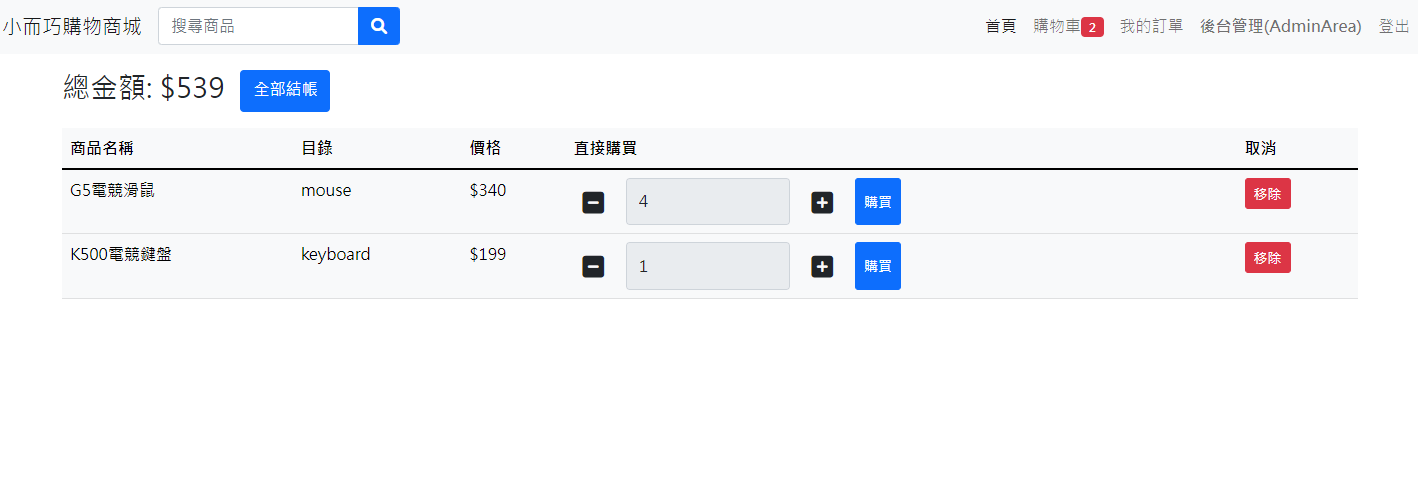 小而巧購物商城 搜尋商品 首頁 購物車 2 我的訂單 後台管理(AdminArea) 登出
總金額: $539 全部結帳
商品名稱 目錄 價格 直接購買 取消
G5電競滑鼠 mouse $340 4 購買 移除
K500電競鍵盤 keyboard $199 1 購買 移除